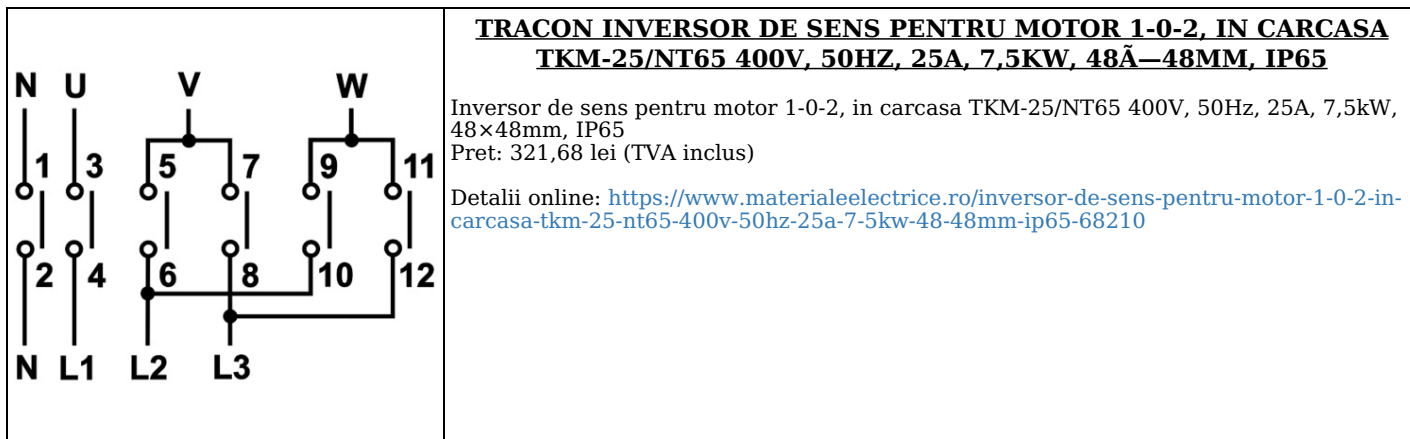 N U V W
1 3 5 7 9 11
2 4 6 8 10 12
N L1 L2 L3
TRACON INVERSOR DE SENS PENTRU MOTOR 1-0-2, IN CARCASA
TKM-25/NT65 400V, 50HZ, 25A, 7,5KW, 48Ã—48MM, IP65
Inversor de sens pentru motor 1-0-2, in carcasa TKM-25/NT65 400V, 50Hz, 25A, 7,5kW,
48×48mm, IP65
Pret: 321,68 lei (TVA inclus)
Detalii online: https://www.materialeelectrice.ro/inversor-de-sens-pentru-motor-1-0-2-in-
carcasa-tkm-25-nt65-400v-50hz-25a-7-5kw-48-48mm-ip65-68210